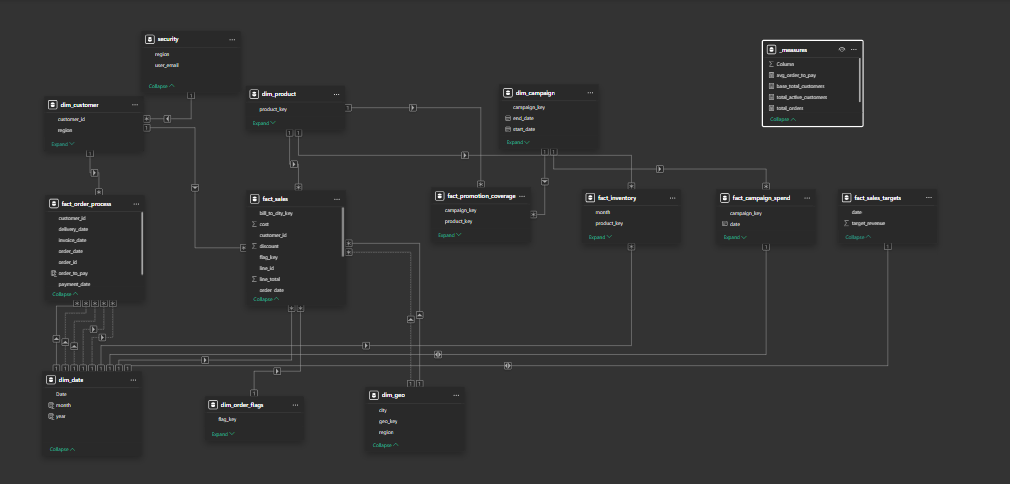 security
region
user_email
Collapse
dim_customer
customer_id
region
Expand
dim_product
product_key
Expand
dim_campaign
campaign_key
end_date
start_date
Expand
_measures
Column
avg_order_to_pay
base_total_customers
total_active_customers
total_orders
Collapse
fact_order_process
customer_id
delivery_date
invoice_date
order_date
order_id
order_to_pay
payment_date
Collapse
fact_sales
bill_to_city_key
cost
customer_id
discount
flag_key
line_id
line_total
order_date
Collapse
fact_promotion_coverage
campaign_key
product_key
Expand
fact_inventory
month
product_key
Expand
fact_campaign_spend
campaign_key
date
Expand
fact_sales_targets
date
target_revenue
Collapse
dim_date
Date
month
year
Collapse
dim_order_flags
flag_key
Expand
dim_geo
city
geo_key
region
Collapse